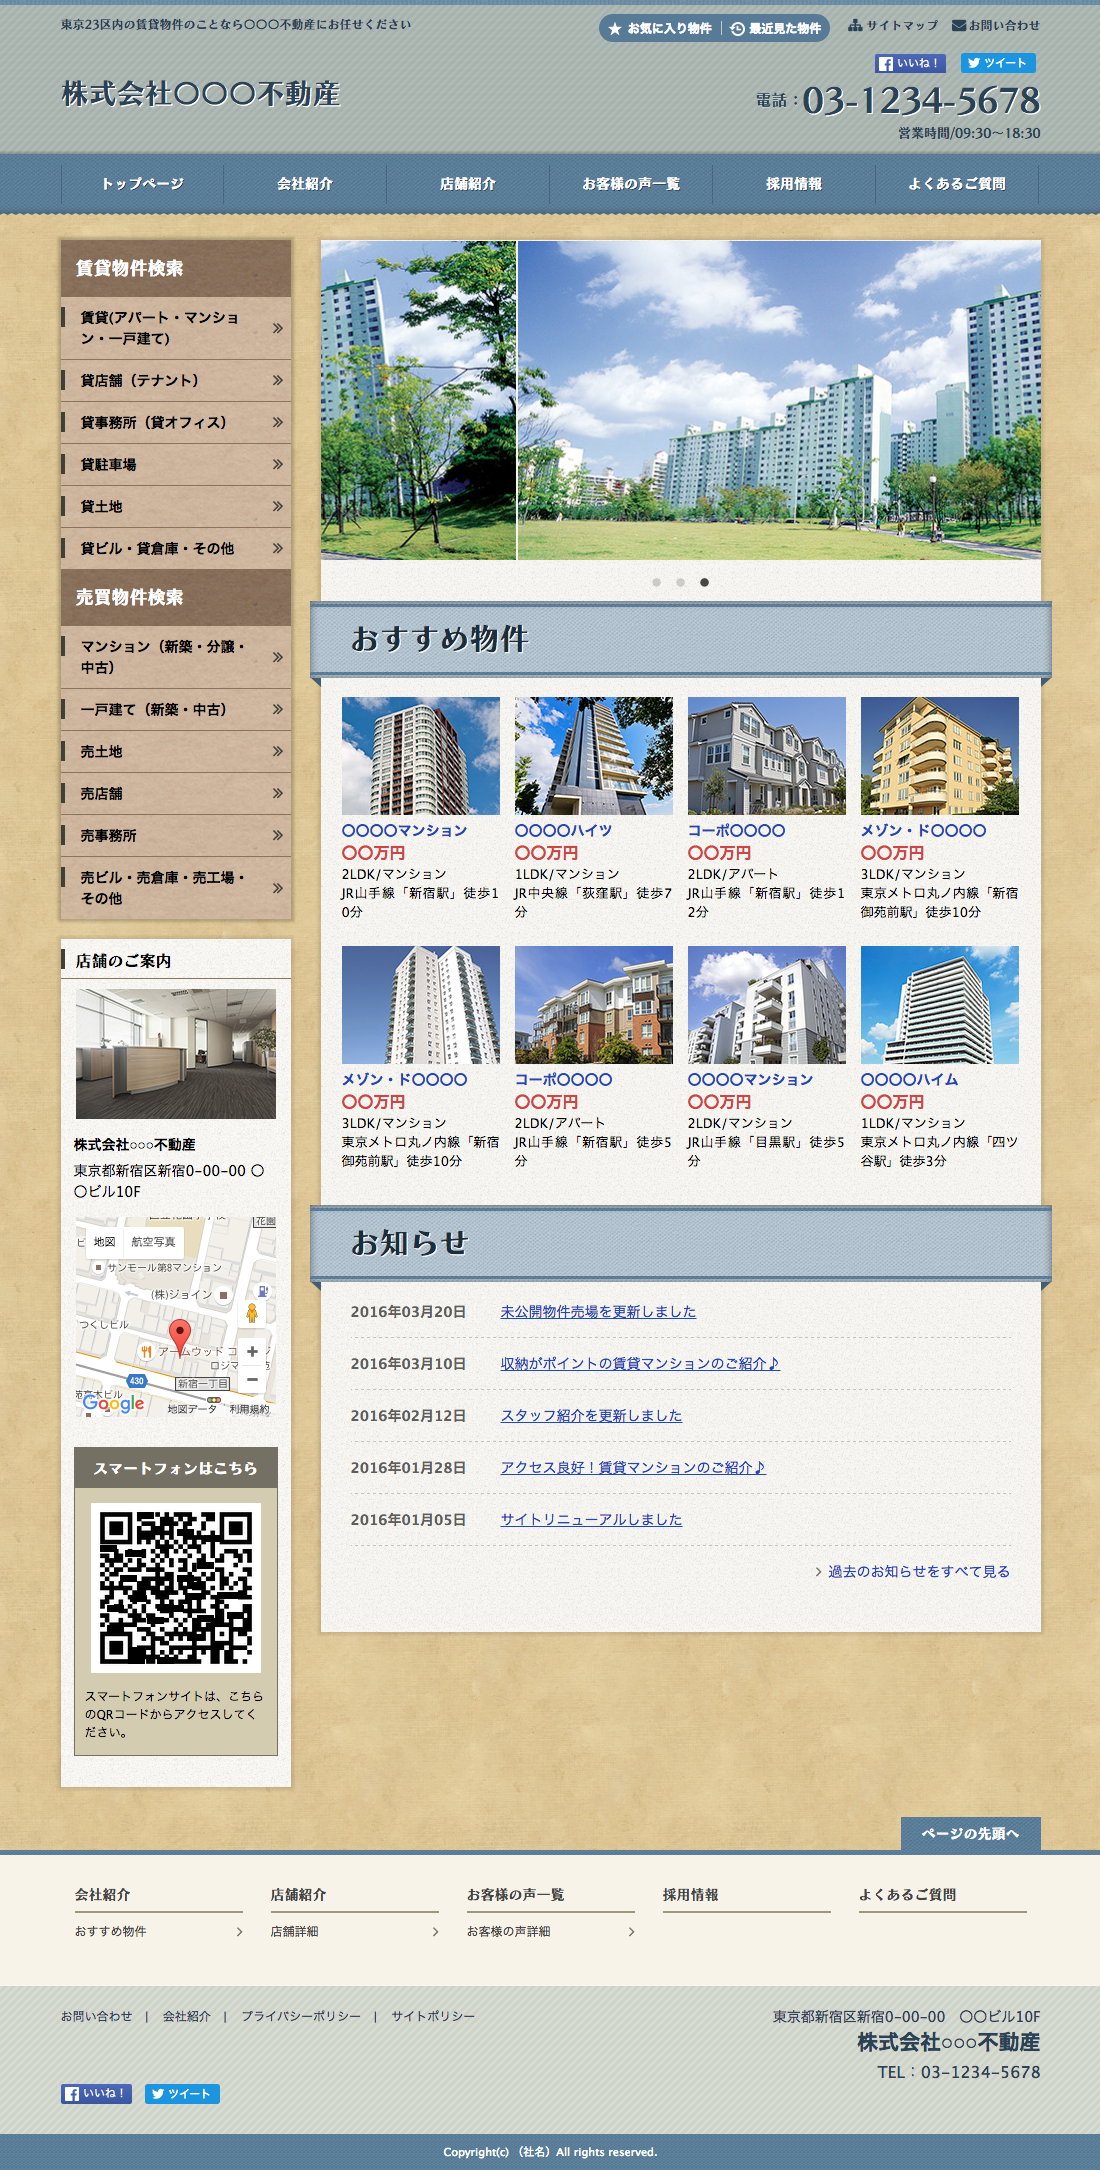 東京23区内の賃貸物件のことなら〇〇〇不動産にお任せください
お気に入り物件
最近見た物件
サイトマップ
お問い合わせ
いいね！
ツイート
株式会社〇〇〇不動産
電話：03-1234-5678
営業時間/09:30～18:30
トップページ
会社紹介
店舗紹介
お客様の声一覧
採用情報
よくあるご質問
賃貸物件検索
賃貸(アパート・マンショ
ン・一戸建て)
貸店舗（テナント）
貸事務所（貸オフィス）
貸駐車場
貸土地
貸ビル・貸倉庫・その他
売買物件検索
マンション（新築・分譲・
中古）
一戸建て（新築・中古）
売土地
売店舗
売事務所
売ビル・売倉庫・売工場・
その他
店舗のご案内
株式会社○○○不動産
東京都新宿区新宿0-00-00 〇
〇ビル10F
地図
航空写真
花園
サンモール第8マンション
(株)ジョイン
つくしビル
430
新宿一丁目
Google
地図データ
利用規約
スマートフォンはこちら
スマートフォンサイトは、こちら
のQRコードからアクセスしてく
ださい。
おすすめ物件
〇〇〇〇マンション
〇〇万円
2LDK/マンション
JR山手線「新宿駅」徒歩1
0分
〇〇〇〇ハイツ
〇〇万円
1LDK/マンション
JR中央線「荻窪駅」徒歩7
分
コーポ〇〇〇〇
〇〇万円
2LDK/アパート
JR山手線「新宿駅」徒歩1
2分
メゾン・ド〇〇〇〇
〇〇万円
3LDK/マンション
東京メトロ丸ノ内線「新宿
御苑前駅」徒歩10分
メゾン・ド〇〇〇〇
〇〇万円
3LDK/マンション
東京メトロ丸ノ内線「新宿
御苑前駅」徒歩10分
コーポ〇〇〇〇
〇〇万円
2LDK/アパート
JR山手線「新宿駅」徒歩5
分
〇〇〇〇マンション
〇〇万円
2LDK/マンション
JR山手線「目黒駅」徒歩5
分
〇〇〇〇ハイム
〇〇万円
1LDK/マンション
東京メトロ丸ノ内線「四ツ
谷駅」徒歩3分
お知らせ
2016年03月20日 未公開物件売場を更新しました
2016年03月10日 収納がポイントの賃貸マンションのご紹介♪
2016年02月12日 スタッフ紹介を更新しました
2016年01月28日 アクセス良好！賃貸マンションのご紹介♪
2016年01月05日 サイトリニューアルしました
過去のお知らせをすべて見る
ページの先頭へ
会社紹介
おすすめ物件
店舗紹介
店舗詳細
お客様の声一覧
お客様の声詳細
採用情報
よくあるご質問
お問い合わせ | 会社紹介 | プライバシーポリシー | サイトポリシー
いいね！
ツイート
東京都新宿区新宿0-00-00 〇〇ビル10F
株式会社○○○不動産
TEL：03-1234-5678
Copyright(c) （社名）All rights reserved.